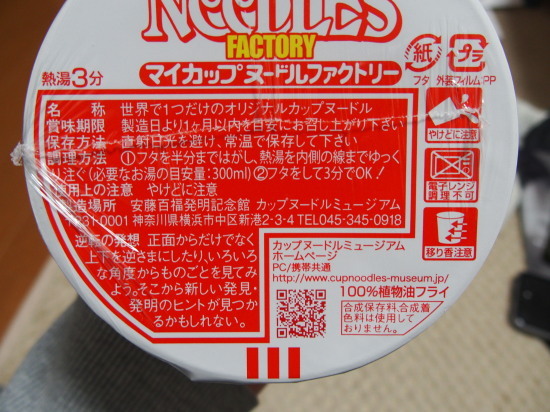 NOODLES
FACTORY
マイカップヌードルファクトリー
熱湯3分
紙 プラ
フタ 外装フィルム PP
名 称 世界で1つだけのオリジナルカップヌードル
賞味期限 製造日より1ヶ月以内を目安にお召し上がり下さい
保存方法 直射日光を避け、常温で保存して下さい
調理方法 ①フタを半分まではがし、熱湯を内側の線までゆっく
り注ぐ(必要なお湯の目安量:300ml)②フタをして3分でOK!
使用上の注意 やけどに注意
製造場所 安藤百福発明記念館 カップヌードルミュージアム
〒231-0001 神奈川県横浜市中区新港2-3-4 TEL045-345-0918
やけどに注意
電子レンジ
調理不可
移り香注意
逆転の発想 正面からだけでなく
上下を逆さまにしたり、いろいろ
な角度からものごとを見てみ
よう。そこから新しい発見・
発明のヒントが見つか
るかもしれない。
カップヌードルミュージアム
ホームページ
PC/携帯共通
http://www.cupnoodles-museum.jp/
100%植物油フライ
合成保存料、合成着
色料は使用して
おりません。